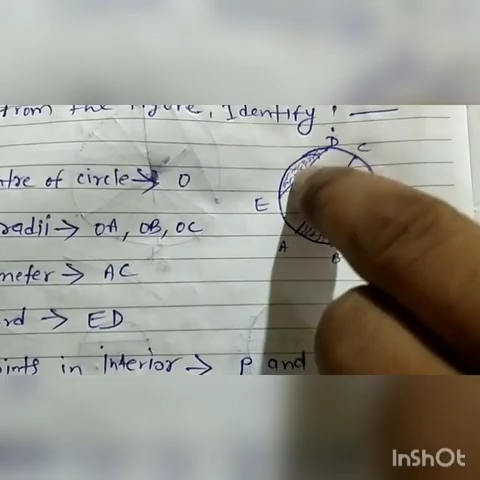 from the figure, Identify! —
D C
ntre of circle → O
E
radii → OA, OB, OC
A
B
meter → AC
rd → ED
oints in interior → P and
InShOt